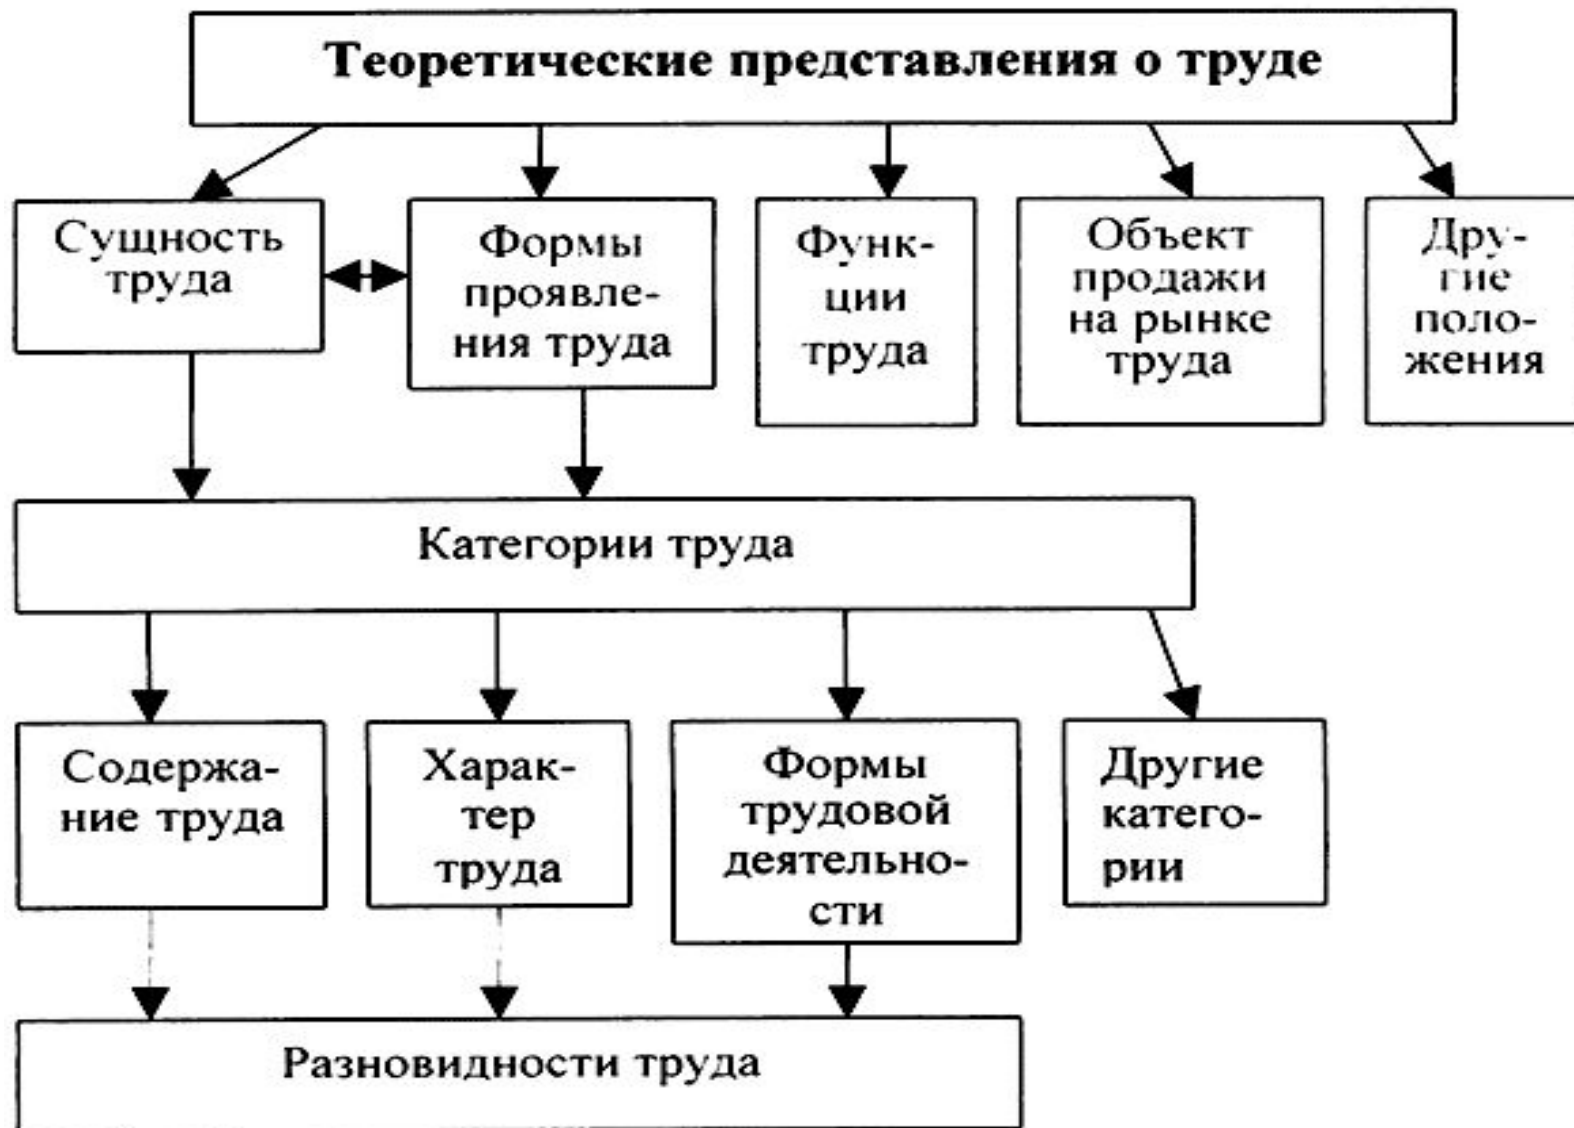 Теоретические представления о труде
Сущность
труда
Формы
проявле-
ния труда
Функ-
ции
труда
Объект
продажи
на рынке
труда
Дру-
гие
поло-
жения
Категории труда
Содержа-
ние труда
Харак-
тер
труда
Формы
трудовой
деятельно-
сти
Другие
катего-
рии
Разновидности труда